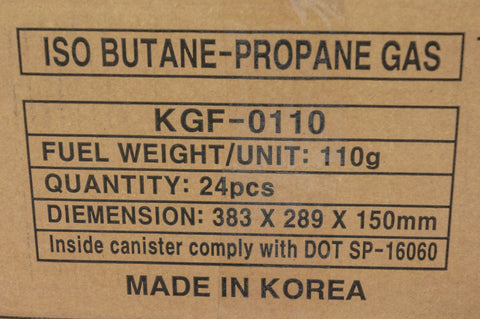 ISO BUTANE-PROPANE GAS
KGF-0110
FUEL WEIGHT/UNIT: 110g
QUANTITY: 24pcs
DIEMENSION: 383 X 289 X 150mm
Inside canister comply with DOT SP-16060
MADE IN KOREA